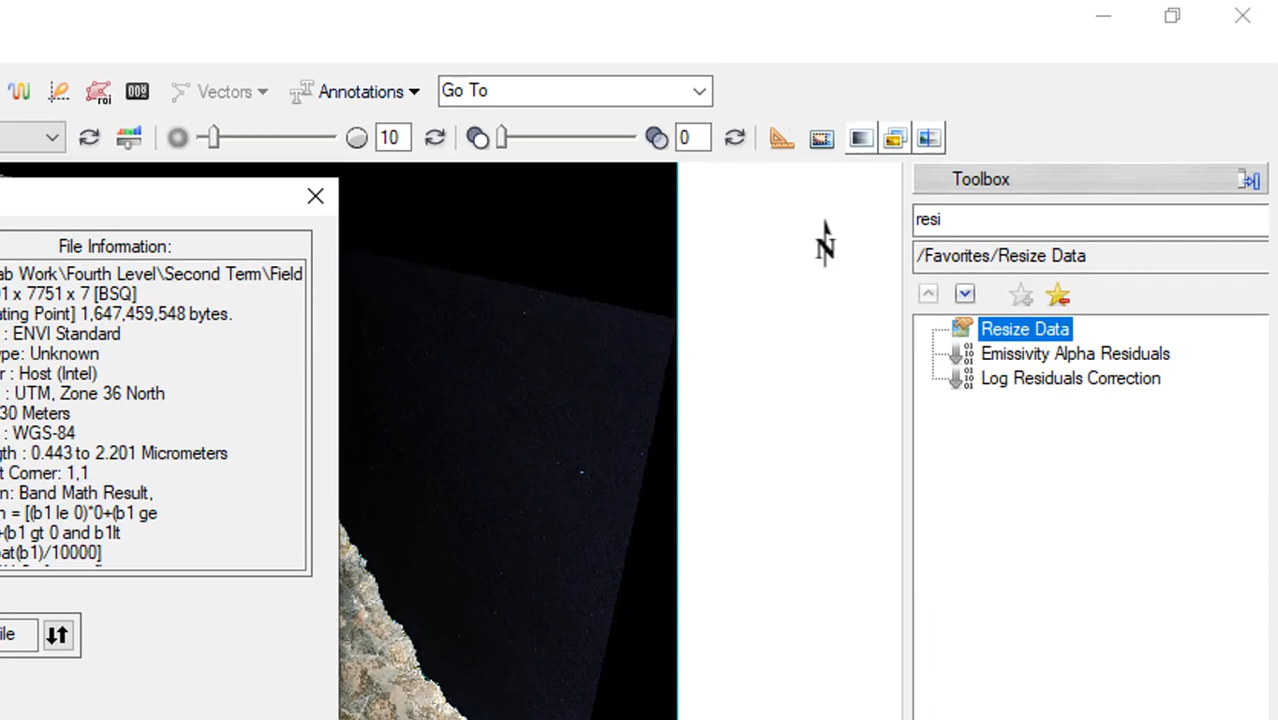 roi
Vectors
Annotations
Go To
10
0
Toolbox
resi
/Favorites/Resize Data
Resize Data
Emissivity Alpha Residuals
Log Residuals Correction
N
File Information:
ab Work\Fourth Level\Second Term\Field
1 x 7751 x 7 [BSQ]
ating Point] 1,647,459,548 bytes.
: ENVI Standard
ype: Unknown
r : Host (Intel)
: UTM, Zone 36 North
30 Meters
: WGS-84
gth : 0.443 to 2.201 Micrometers
t Corner: 1,1
n: Band Math Result,
n = [(b1 le 0)*0+(b1 ge
+(b1 gt 0 and b1lt
oat(b1)/10000]
ile